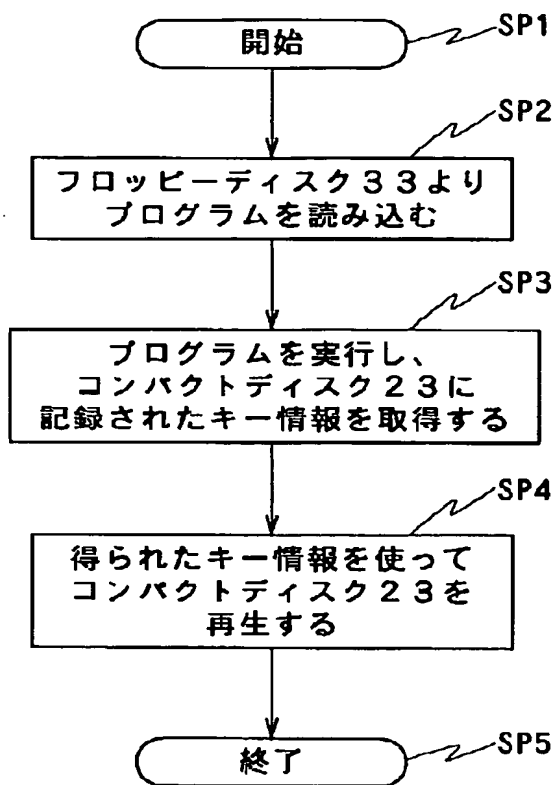 SP1
開始
SP2
フロッピーディスク33より
プログラムを読み込む
SP3
プログラムを実行し、
コンパクトディスク23に
記録されたキー情報を取得する
SP4
得られたキー情報を使って
コンパクトディスク23を
再生する
SP5
終了